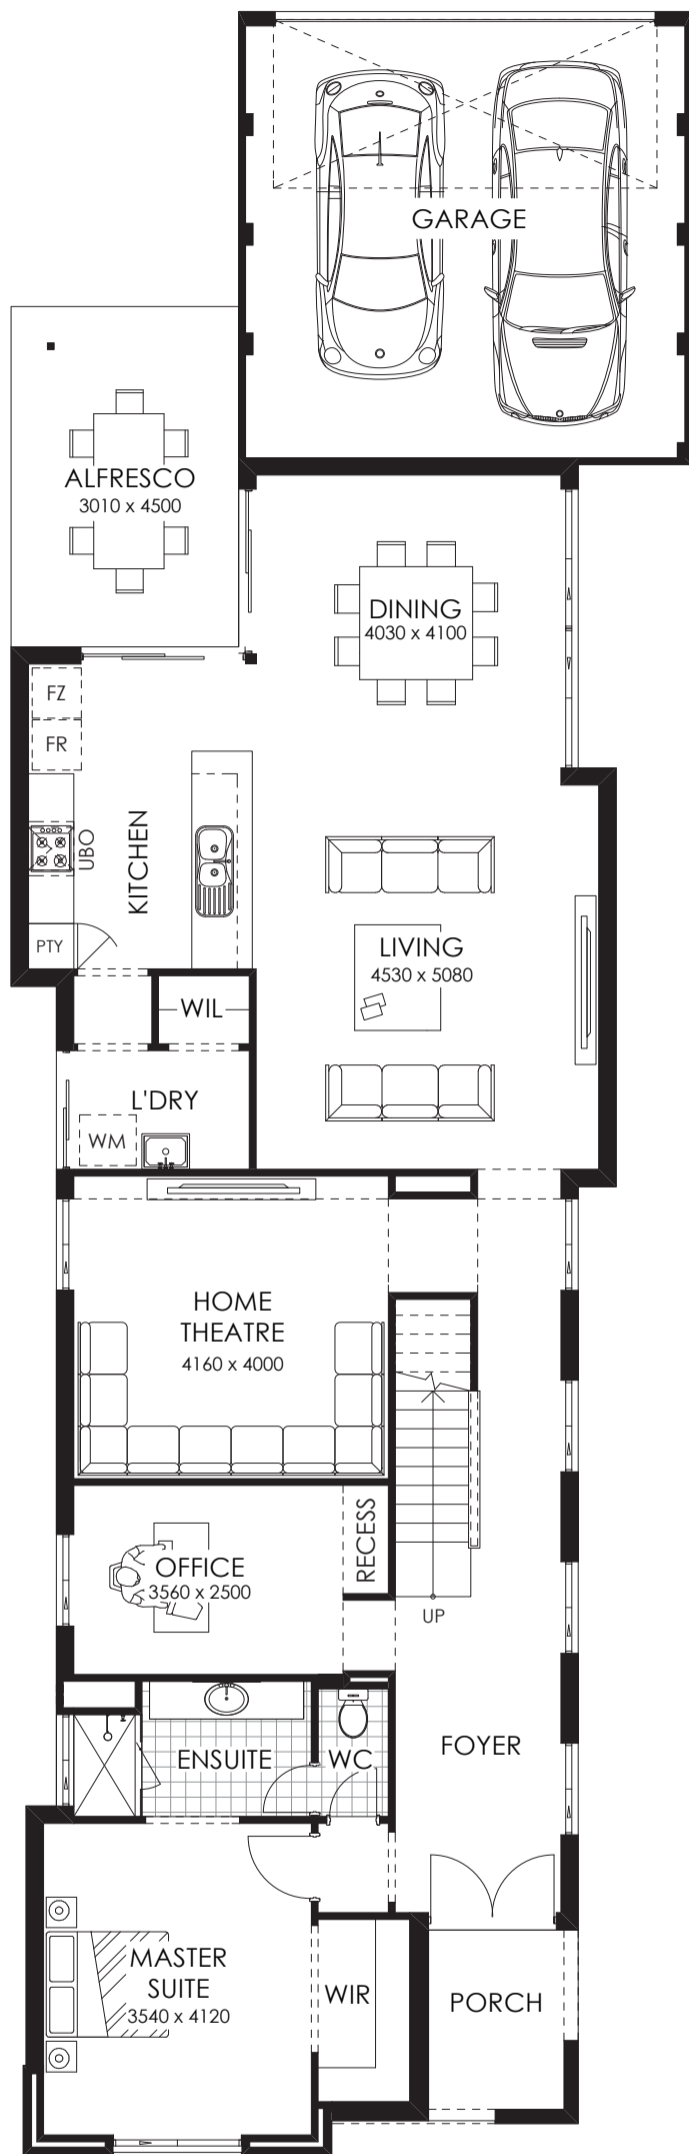 GARAGE
ALFRESCO
3010 x 4500
DINING
4030 x 4100
FZ
FR
UBO
KITCHEN
PTY
LIVING
4530 x 5080
WIL
L'DRY
WM
HOME
THEATRE
4160 x 4000
RECESS
OFFICE
3560 x 2500
UP
FOYER
ENSUITE
WC
MASTER
SUITE
3540 x 4120
WIR
PORCH